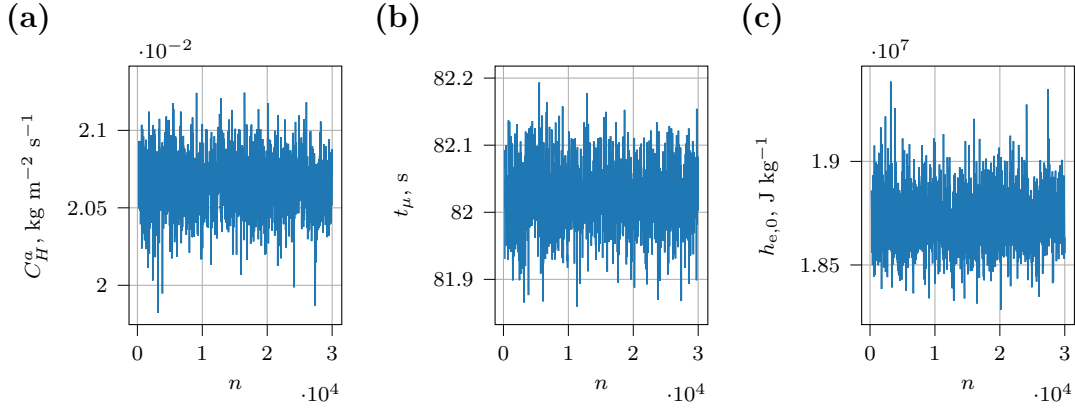 (a)
·10⁻²
2.1
2.05
2
C_H^a, kg m⁻² s⁻¹
0 1 2 3
n
·10⁴
(b)
82.2
82.1
82
81.9
t_μ, s
0 1 2 3
n
·10⁴
(c)
·10⁷
1.9
1.85
h_{e,0}, J kg⁻¹
0 1 2 3
n
·10⁴